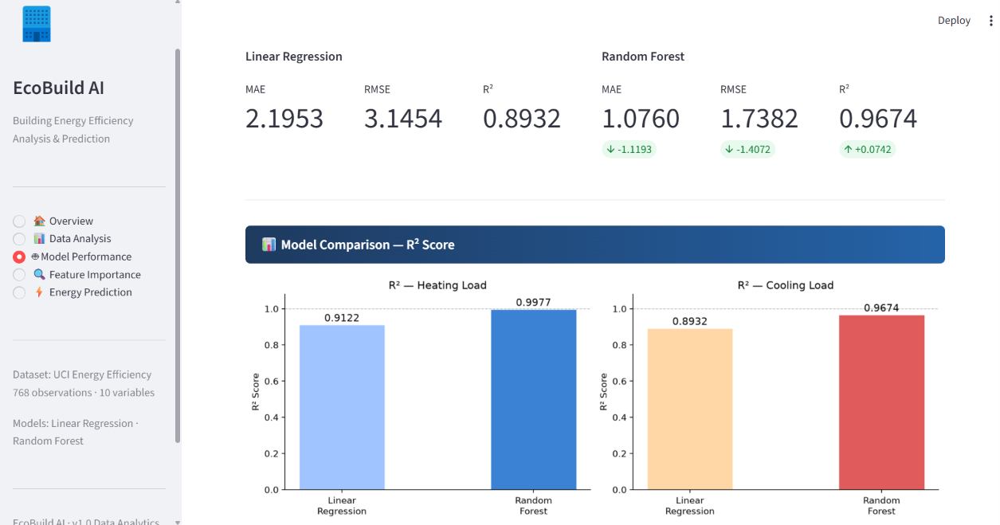 EcoBuild AI
Building Energy Efficiency
Analysis & Prediction
Overview
Data Analysis
Model Performance
Feature Importance
Energy Prediction
Dataset: UCI Energy Efficiency
768 observations · 10 variables
Models: Linear Regression ·
Random Forest
EcoBuild AI · v1.0 Data Analytics
Deploy
Linear Regression
MAE RMSE R²
2.1953 3.1454 0.8932
Random Forest
MAE RMSE R²
1.0760 1.7382 0.9674
↓ -1.1193 ↓ -1.4072 ↑ +0.0742
Model Comparison — R² Score
R² — Heating Load
R² Score
1.0
0.8
0.6
0.4
0.2
0.0
0.9122
0.9977
Linear
Regression
Random
Forest
R² — Cooling Load
R² Score
1.0
0.8
0.6
0.4
0.2
0.0
0.8932
0.9674
Linear
Regression
Random
Forest